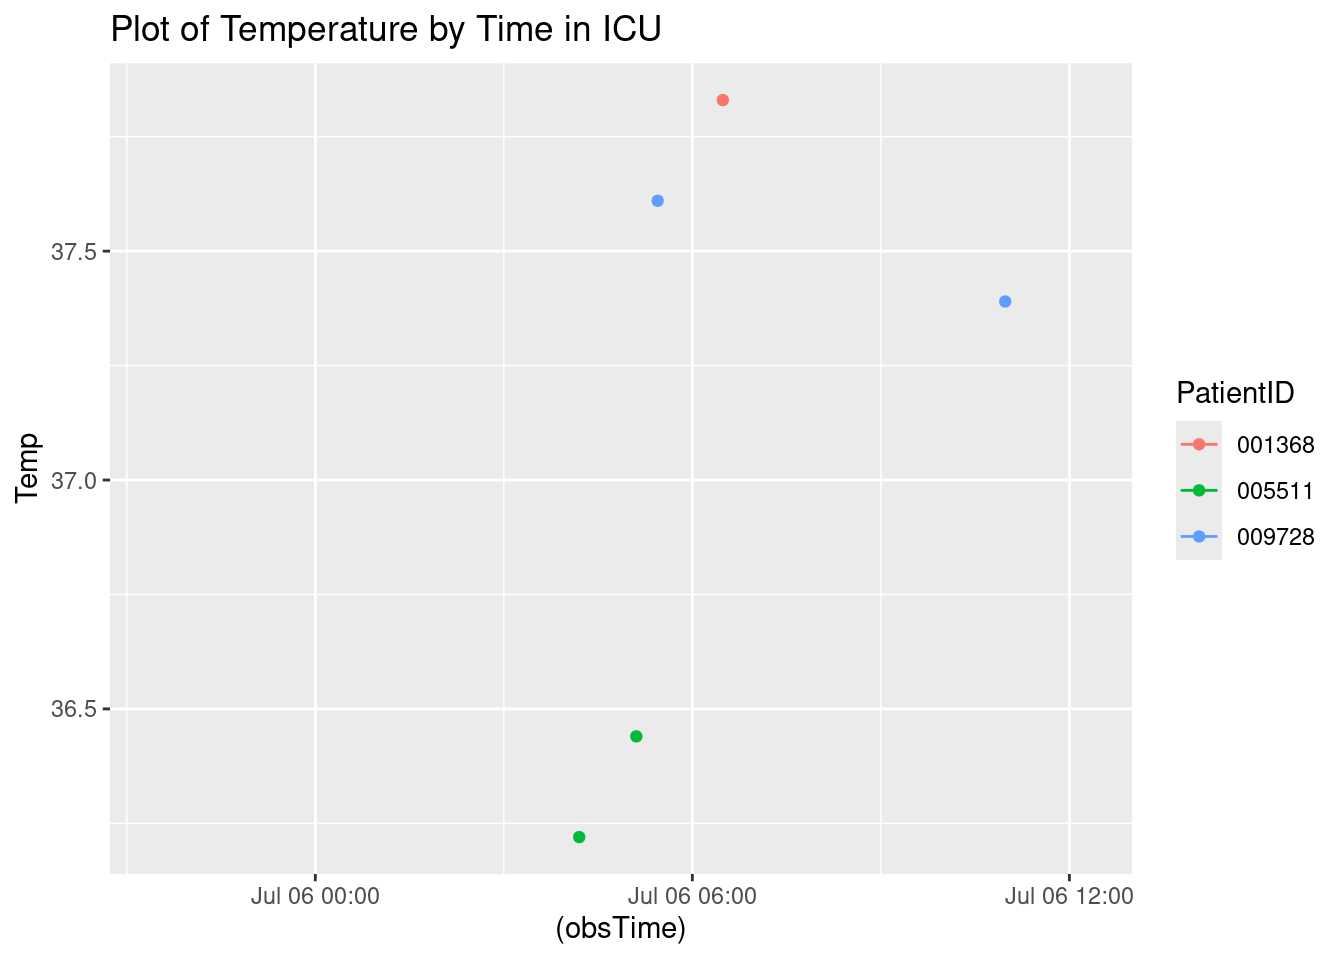 Plot of Temperature by Time in ICU
37.5
37.0
36.5
Temp
Jul 06 00:00
Jul 06 06:00
Jul 06 12:00
(obsTime)
PatientID
001368
005511
009728